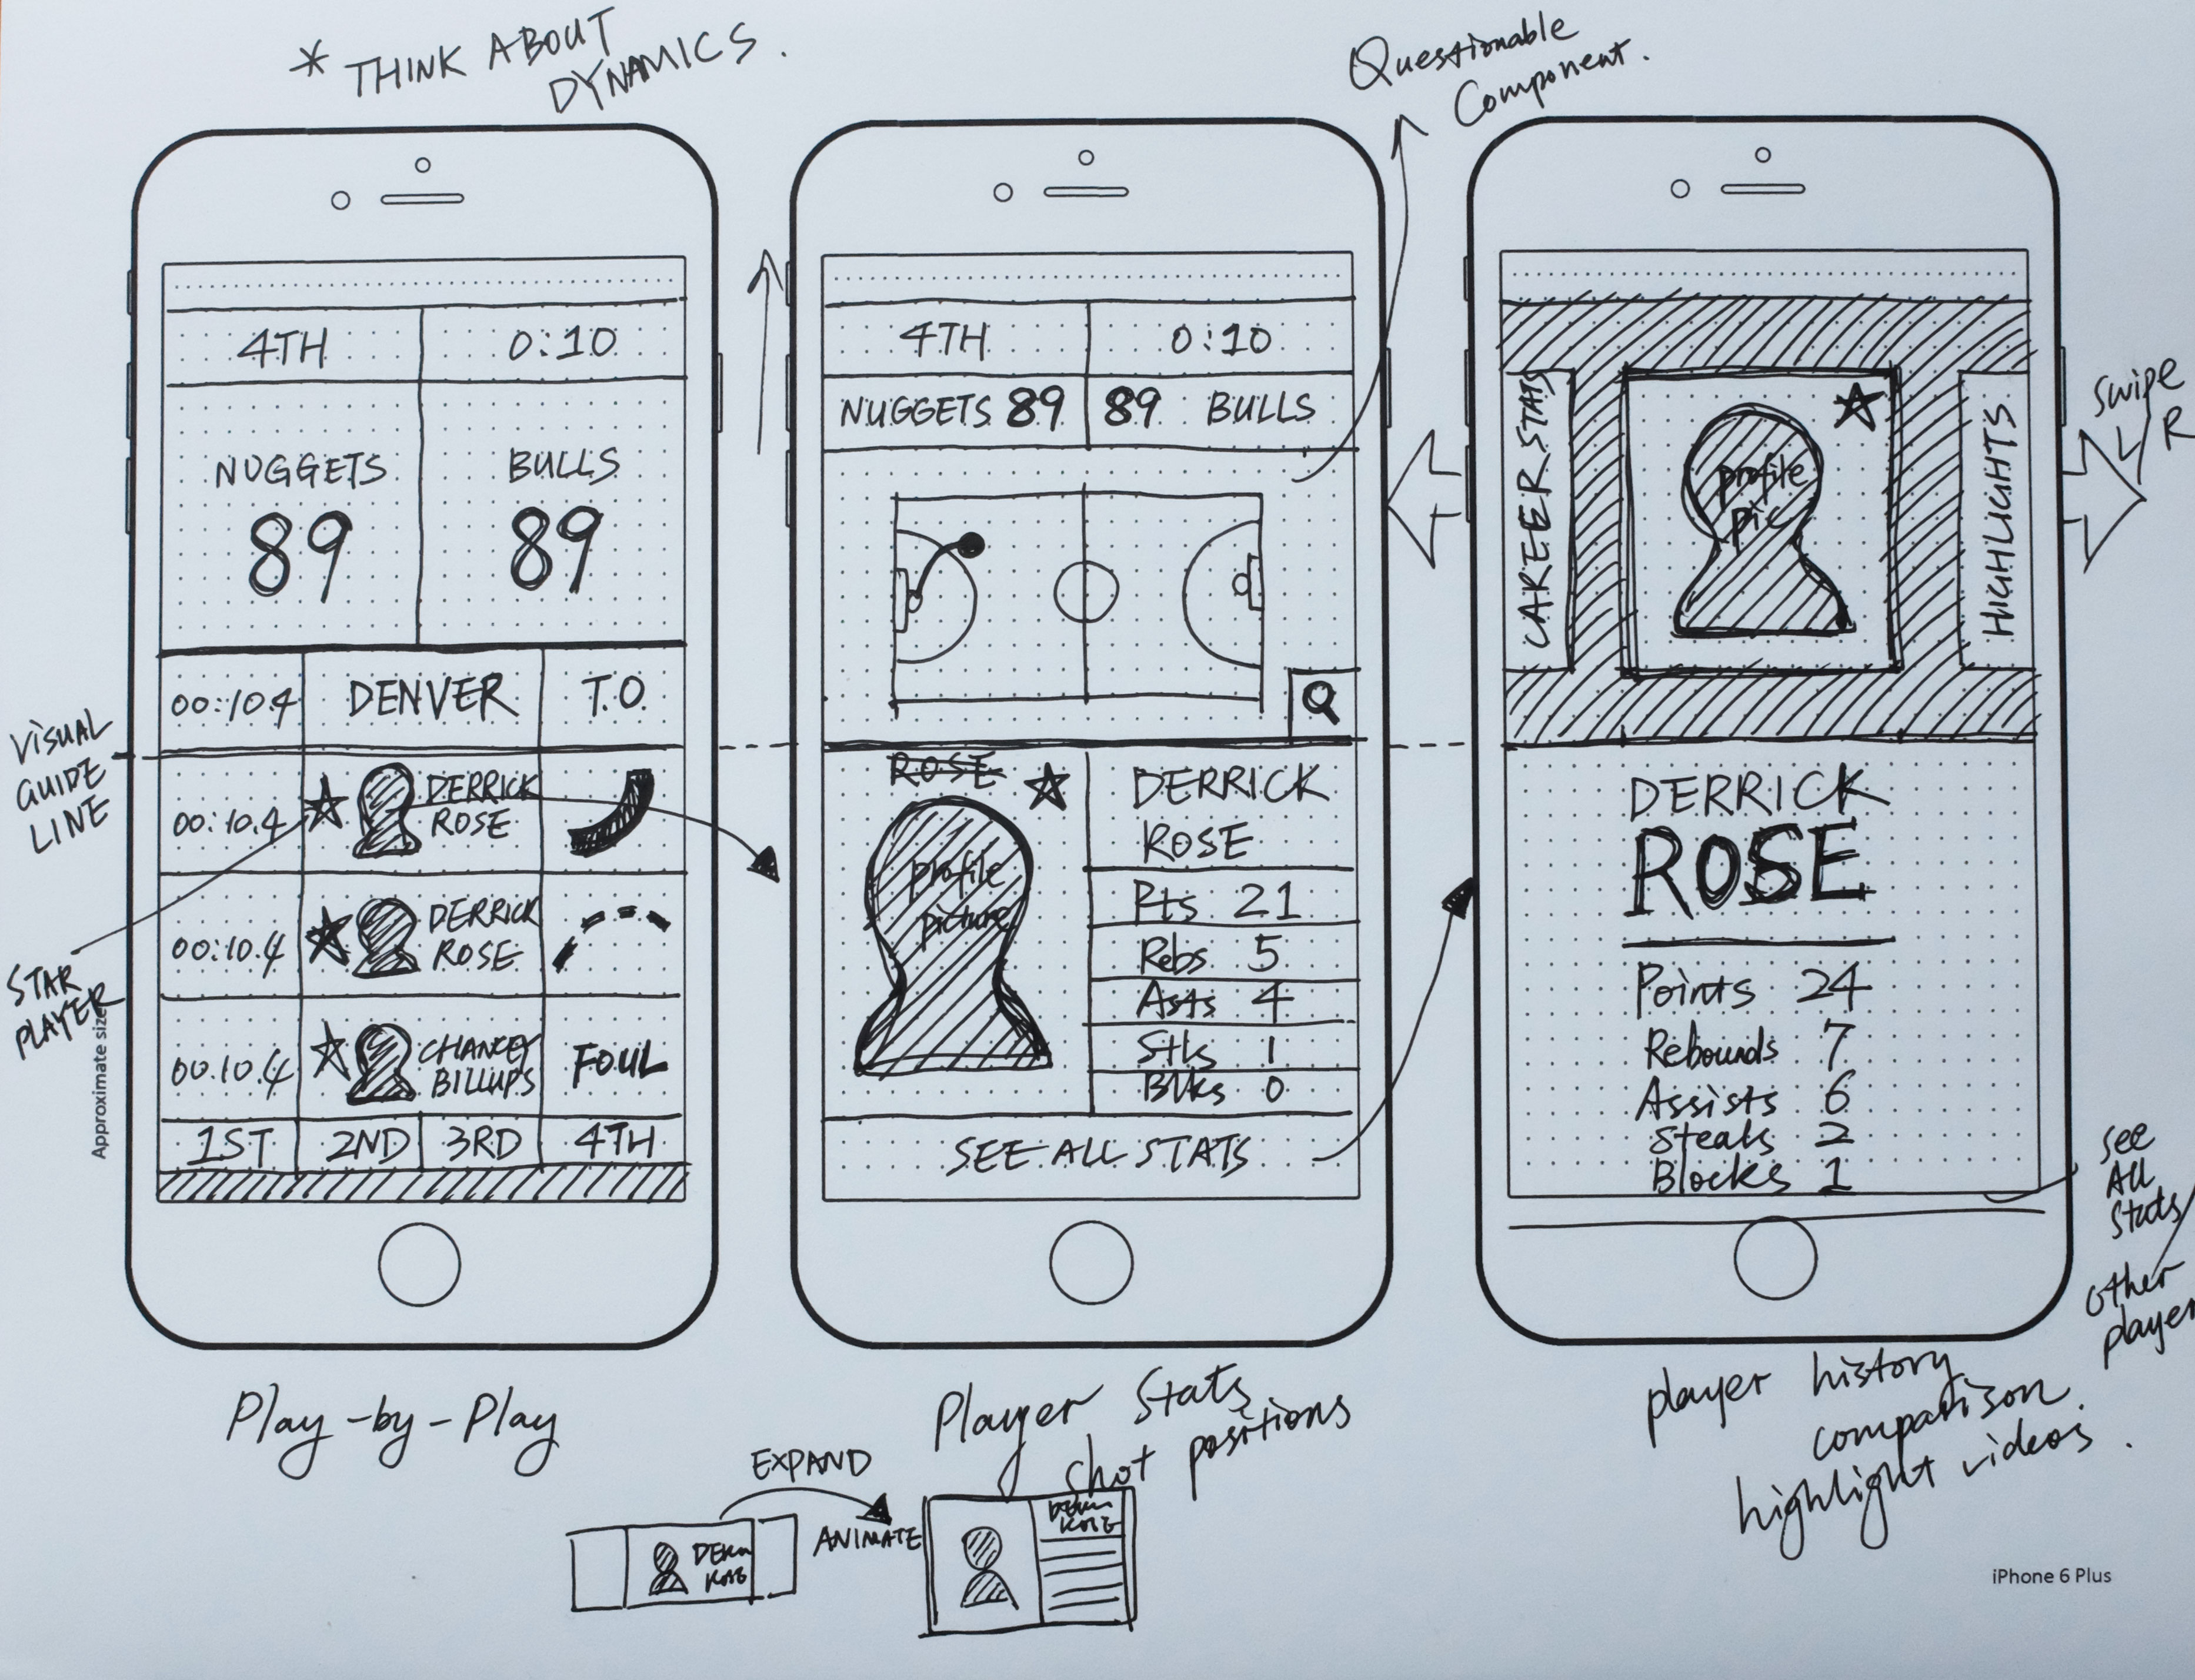 * THINK ABOUT
DYNAMICS.
Questionable
Component.
4TH 0:10
NUGGETS BULLS
89 89
00:10.4 DENVER T.O
00:10.4 DERRICK
ROSE
00:10.4 DERRICK
ROSE
00:10.4 CHANCEY
BILLUPS FOUL
1ST 2ND 3RD 4TH
VISUAL
GUIDE
LINE
STAR
PLAYER
Approximate size
Play-by-Play
4TH 0:10
NUGGETS 89 89 BULLS
ROSE
profile
picture
DERRICK
ROSE
Pts 21
Rebs 5
Asts 4
Stls 1
Blks 0
SEE ALL STATS
Player Stats
shot positions
EXPAND
ANIMATE
CAREER STATS
profile
pic
HIGHLIGHTS
Swipe
L/R
DERRICK
ROSE
Points 24
Rebounds 7
Assists 6
Steals 2
Blocks 1
see
All
Stats/
other
player
player history
comparison.
highlight videos.
iPhone 6 Plus